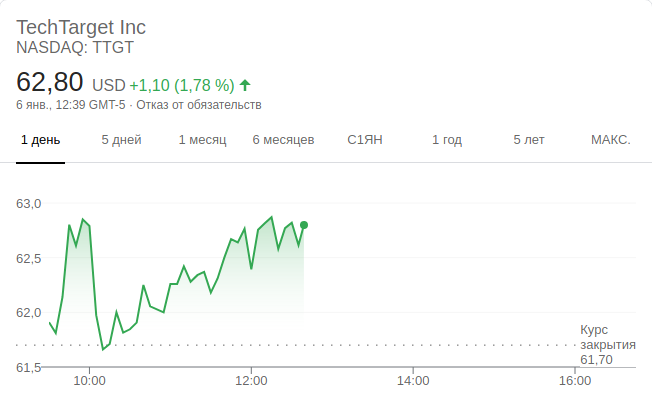 TechTarget Inc
NASDAQ: TTGT
62,80 USD +1,10 (1,78 %) ↑
6 янв., 12:39 GMT-5 · Отказ от обязательств
1 день 5 дней 1 месяц 6 месяцев С1ЯН 1 год 5 лет МАКС.
63,0
62,5
62,0
Курс
закрытия
61,70
61,5
10:00 12:00 14:00 16:00